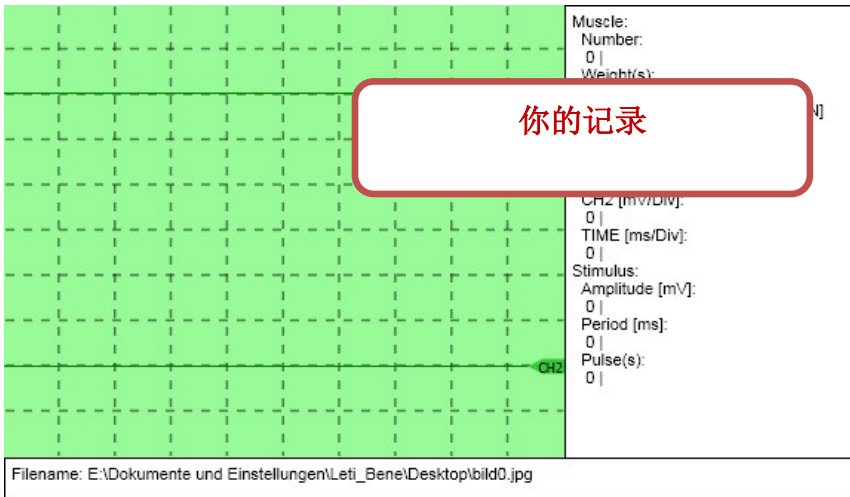 Muscle:
Number:
0 |
Weight(s):
你的记录
N]
CH2 [mV/Div]:
0 |
TIME [ms/Div]:
0 |
Stimulus:
Amplitude [mV]:
0 |
Period [ms]:
0 |
Pulse(s):
0 |
CH2
Filename: E:\Dokumente und Einstellungen\Leti_Bene\Desktop\bild0.jpg